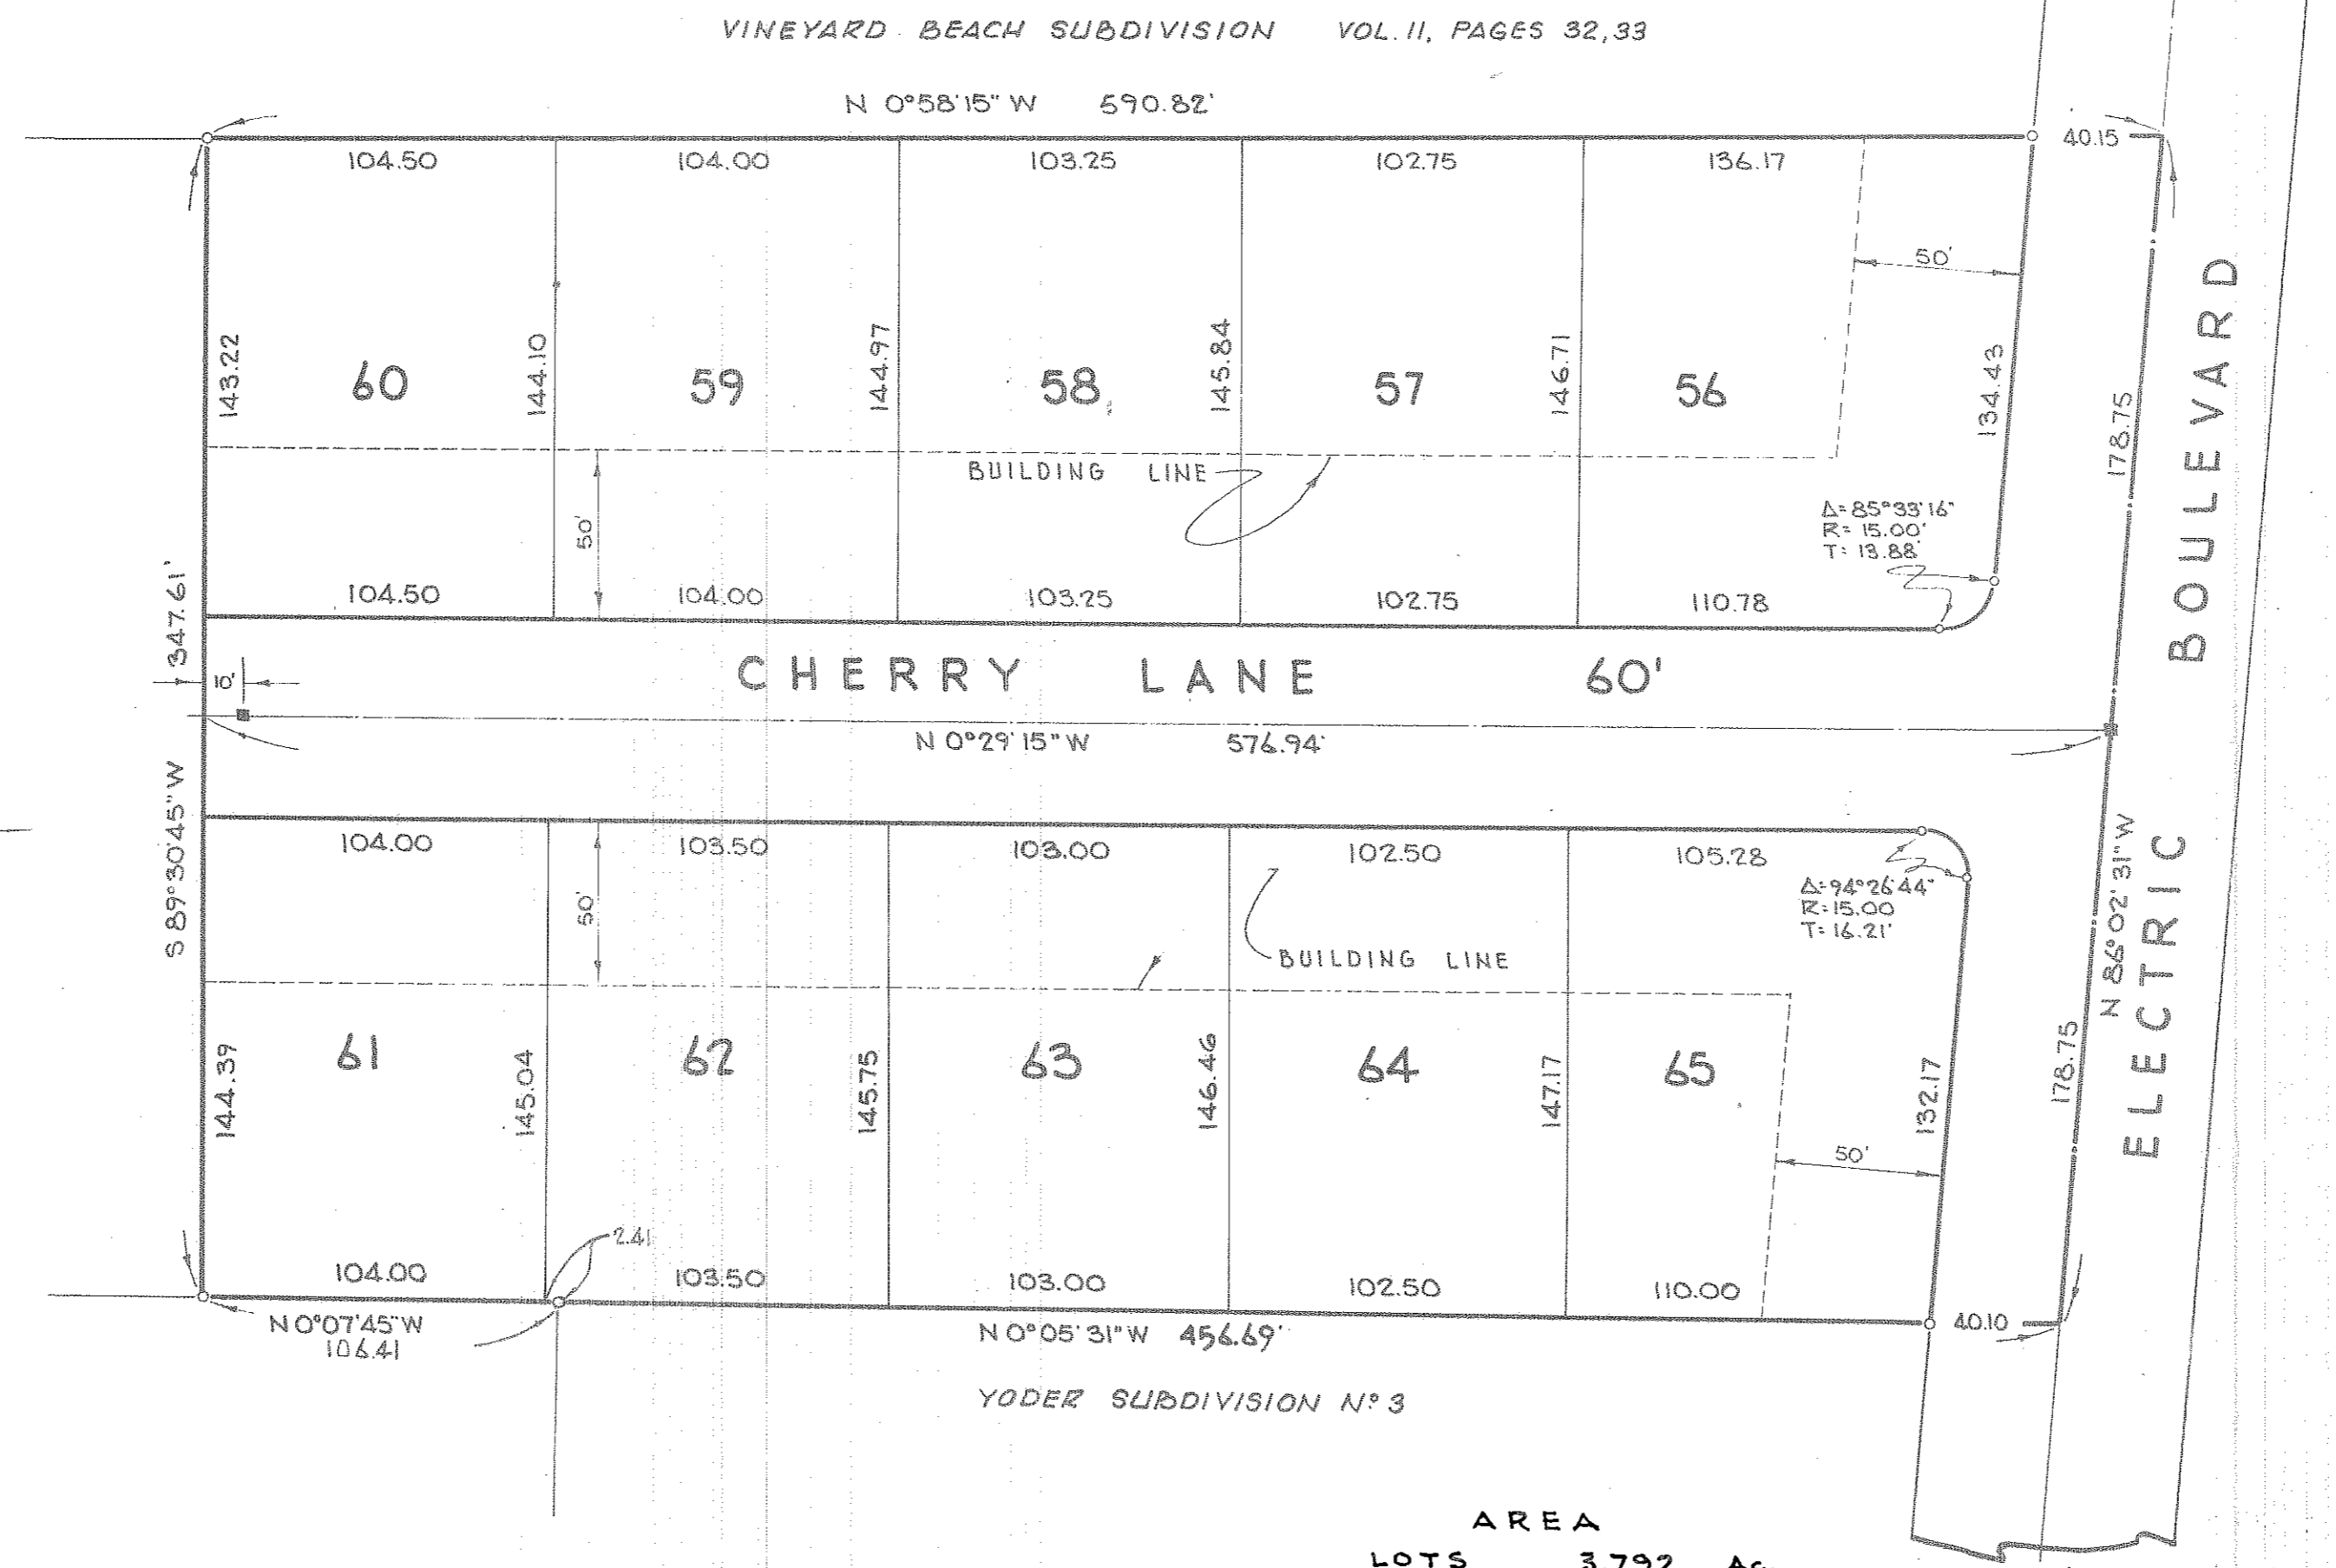 VINEYARD BEACH SUBDIVISION VOL. 11, PAGES 32,33
N 0°58'15" W 590.82'
40.15
104.50 104.00 103.25 102.75 136.17
50'
143.22 144.10 144.97 145.84 146.71 134.43 178.75
60 59 58 57 56
BUILDING LINE
50'
Δ=85°33'16"
R= 15.00'
T= 13.88'
104.50 104.00 103.25 102.75 110.78
347.61'
S 89°30'45" W
10'
CHERRY LANE 60'
N 0°29'15" W 576.94'
ELECTRIC BOULEVARD
N 86°02'31" W
104.00 103.50 103.00 102.50 105.28
50'
Δ=94°26'44"
R=15.00
T= 16.21'
BUILDING LINE
61 62 63 64 65
144.39 145.04 145.75 146.46 147.17 132.17 178.75
50'
2.41
104.00 103.50 103.00 102.50 110.00
40.10
N 0°07'45" W
106.41
N 0°05'31" W 456.69'
YODER SUBDIVISION Nº 3
AREA
LOTS 3.792 Ac.